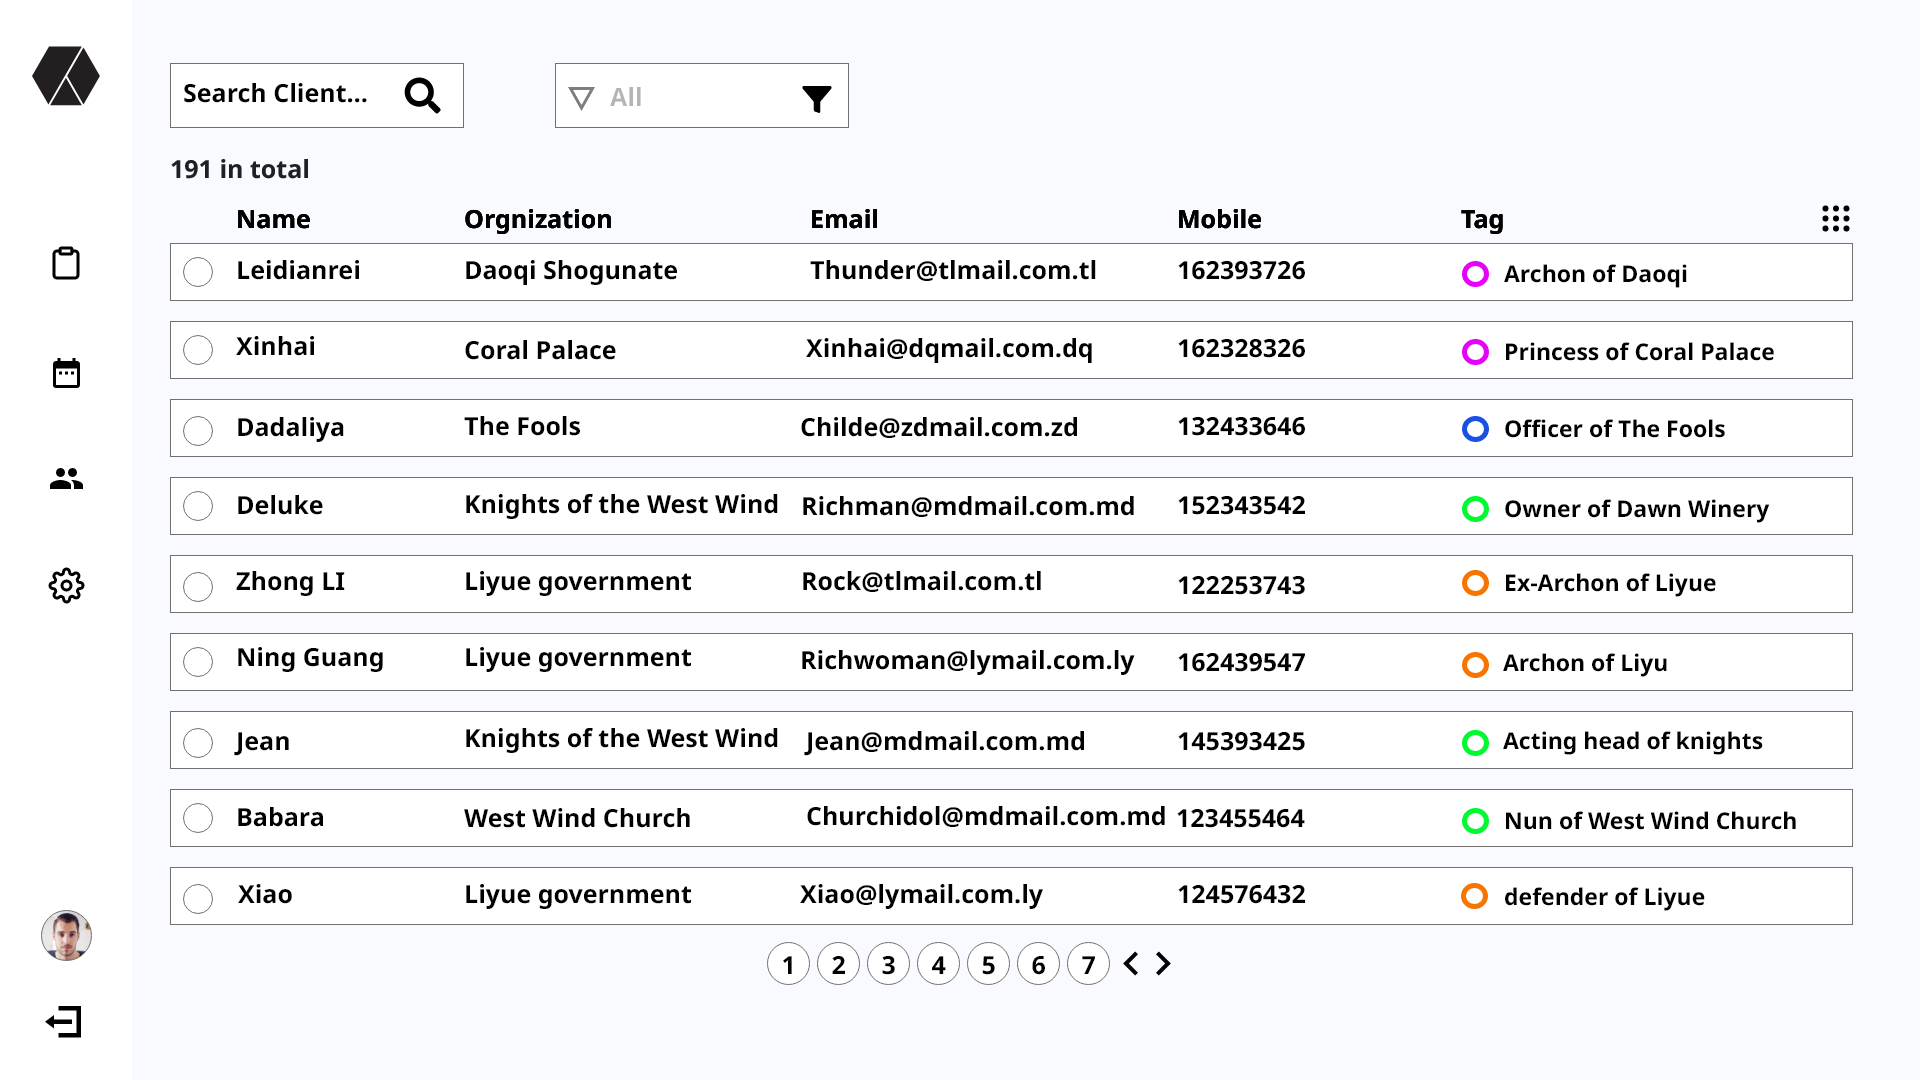 Search Client...
All
191 in total
Name Orgnization Email Mobile Tag
Leidianrei Daoqi Shogunate Thunder@tlmail.com.tl 162393726 Archon of Daoqi
Xinhai Coral Palace Xinhai@dqmail.com.dq 162328326 Princess of Coral Palace
Dadaliya The Fools Childe@zdmail.com.zd 132433646 Officer of The Fools
Deluke Knights of the West Wind Richman@mdmail.com.md 152343542 Owner of Dawn Winery
Zhong LI Liyue government Rock@tlmail.com.tl 122253743 Ex-Archon of Liyue
Ning Guang Liyue government Richwoman@lymail.com.ly 162439547 Archon of Liyu
Jean Knights of the West Wind Jean@mdmail.com.md 145393425 Acting head of knights
Babara West Wind Church Churchidol@mdmail.com.md 123455464 Nun of West Wind Church
Xiao Liyue government Xiao@lymail.com.ly 124576432 defender of Liyue
1 2 3 4 5 6 7